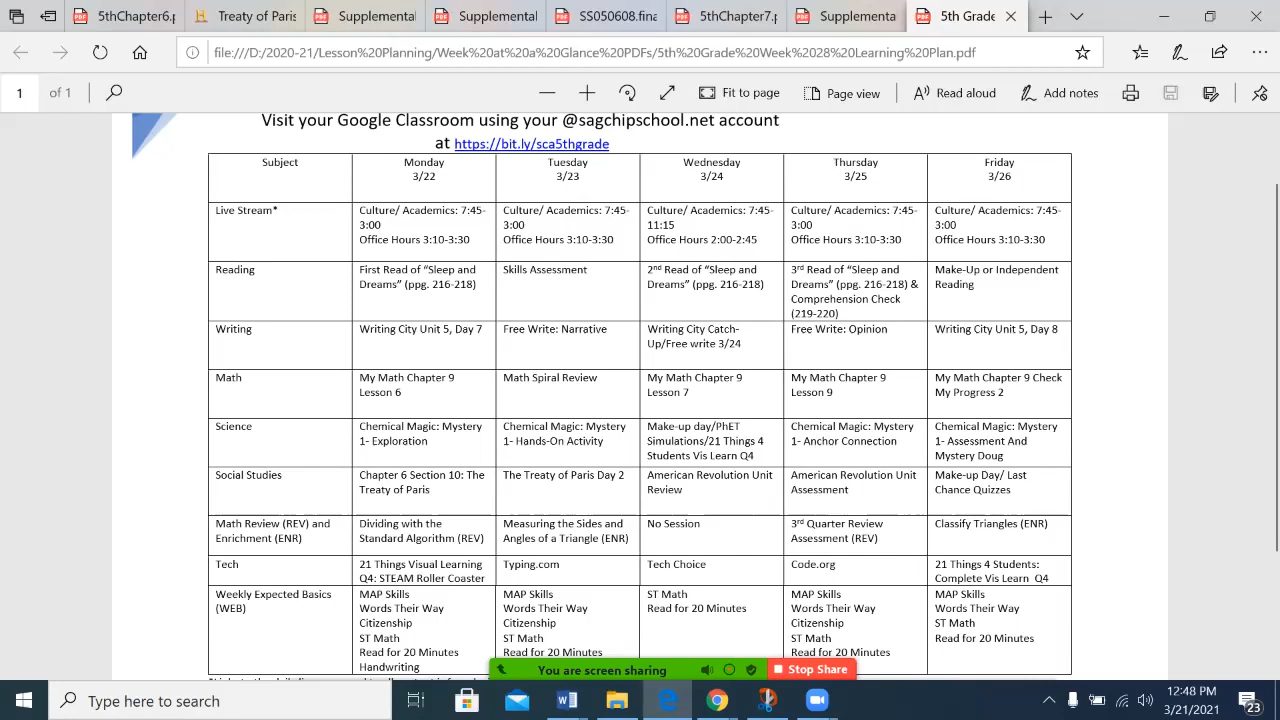 5thChapter6.p
Treaty of Paris
Supplemental
Supplemental
SS050608.fina
5thChapter7.p
Supplementa
5th Grade
file:///D:/2020-21/Lesson%20Planning/Week%20at%20a%20Glance%20PDFs/5th%20Grade%20Week%2028%20Learning%20Plan.pdf
1 of 1 Fit to page Page view Read aloud Add notes
Visit your Google Classroom using your @sagchipschool.net account
at https://bit.ly/sca5thgrade
Subject
Monday
3/22
Tuesday
3/23
Wednesday
3/24
Thursday
3/25
Friday
3/26
Live Stream*
Culture/ Academics: 7:45-
3:00
Office Hours 3:10-3:30
Culture/ Academics: 7:45-
3:00
Office Hours 3:10-3:30
Culture/ Academics: 7:45-
11:15
Office Hours 2:00-2:45
Culture/ Academics: 7:45-
3:00
Office Hours 3:10-3:30
Culture/ Academics: 7:45-
3:00
Office Hours 3:10-3:30
Reading
First Read of “Sleep and
Dreams” (ppg. 216-218)
Skills Assessment
2nd Read of “Sleep and
Dreams” (ppg. 216-218)
3rd Read of “Sleep and
Dreams” (ppg. 216-218) &
Comprehension Check
(219-220)
Make-Up or Independent
Reading
Writing
Writing City Unit 5, Day 7
Free Write: Narrative
Writing City Catch-
Up/Free write 3/24
Free Write: Opinion
Writing City Unit 5, Day 8
Math
My Math Chapter 9
Lesson 6
Math Spiral Review
My Math Chapter 9
Lesson 7
My Math Chapter 9
Lesson 9
My Math Chapter 9 Check
My Progress 2
Science
Chemical Magic: Mystery
1- Exploration
Chemical Magic: Mystery
1- Hands-On Activity
Make-up day/PhET
Simulations/21 Things 4
Students Vis Learn Q4
Chemical Magic: Mystery
1- Anchor Connection
Chemical Magic: Mystery
1- Assessment And
Mystery Doug
Social Studies
Chapter 6 Section 10: The
Treaty of Paris
The Treaty of Paris Day 2
American Revolution Unit
Review
American Revolution Unit
Assessment
Make-up Day/ Last
Chance Quizzes
Math Review (REV) and
Enrichment (ENR)
Dividing with the
Standard Algorithm (REV)
Measuring the Sides and
Angles of a Triangle (ENR)
No Session
3rd Quarter Review
Assessment (REV)
Classify Triangles (ENR)
Tech
21 Things Visual Learning
Q4: STEAM Roller Coaster
Typing.com
Tech Choice
Code.org
21 Things 4 Students:
Complete Vis Learn Q4
Weekly Expected Basics
(WEB)
MAP Skills
Words Their Way
Citizenship
ST Math
Read for 20 Minutes
Handwriting
MAP Skills
Words Their Way
Citizenship
ST Math
Read for 20 Minutes
ST Math
Read for 20 Minutes
MAP Skills
Words Their Way
Citizenship
ST Math
Read for 20 Minutes
MAP Skills
Words Their Way
ST Math
Read for 20 Minutes
You are screen sharing
Stop Share
Type here to search
12:48 PM
3/21/2021
23